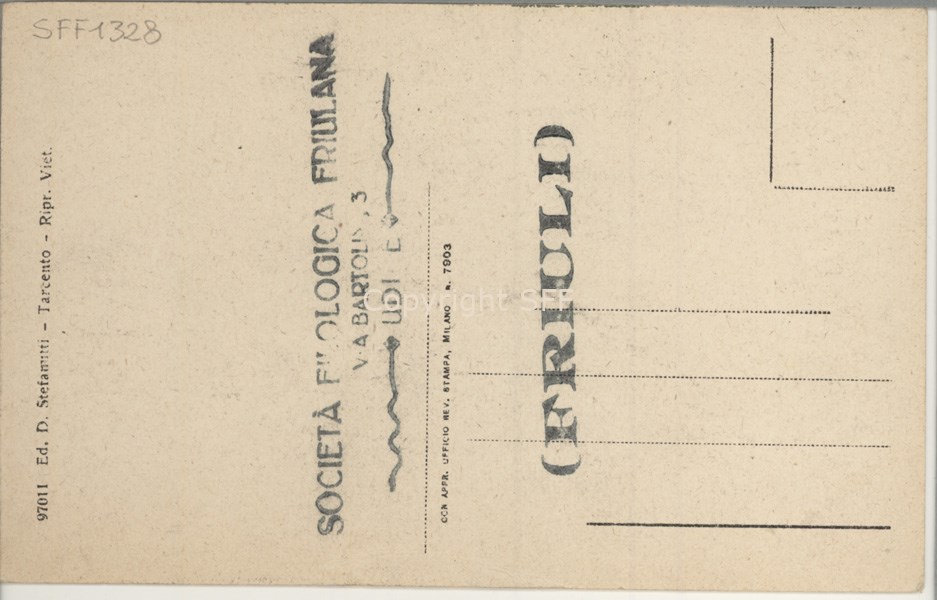 SFF1328
97011 Ed. D. Stefanutti – Tarcento – Ripr. Viet.
SOCIETÀ FILOLOGICA FRIULANA
VIA BARTOLINI, 3
UDINE
CON APPR. UFFICIO REV. STAMPA, MILANO N. 7903
(FRIULI)
Copyright SFF